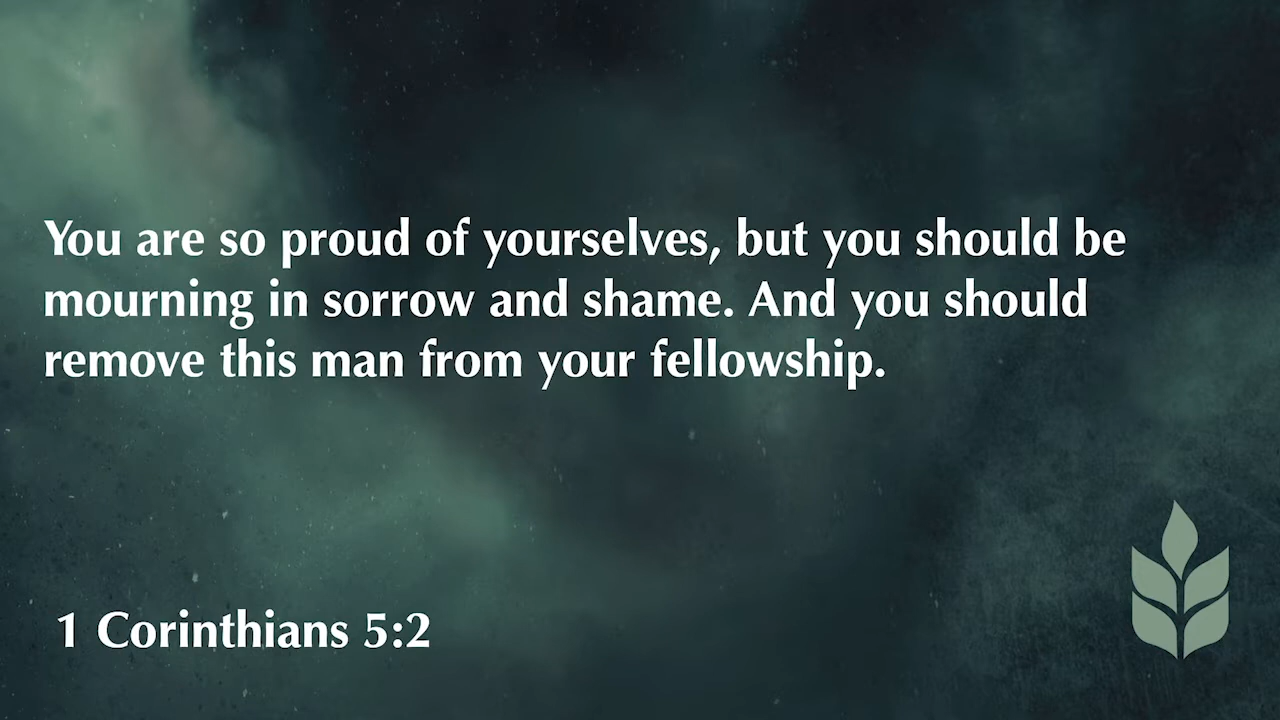 You are so proud of yourselves, but you should be
mourning in sorrow and shame. And you should
remove this man from your fellowship.
1 Corinthians 5:2